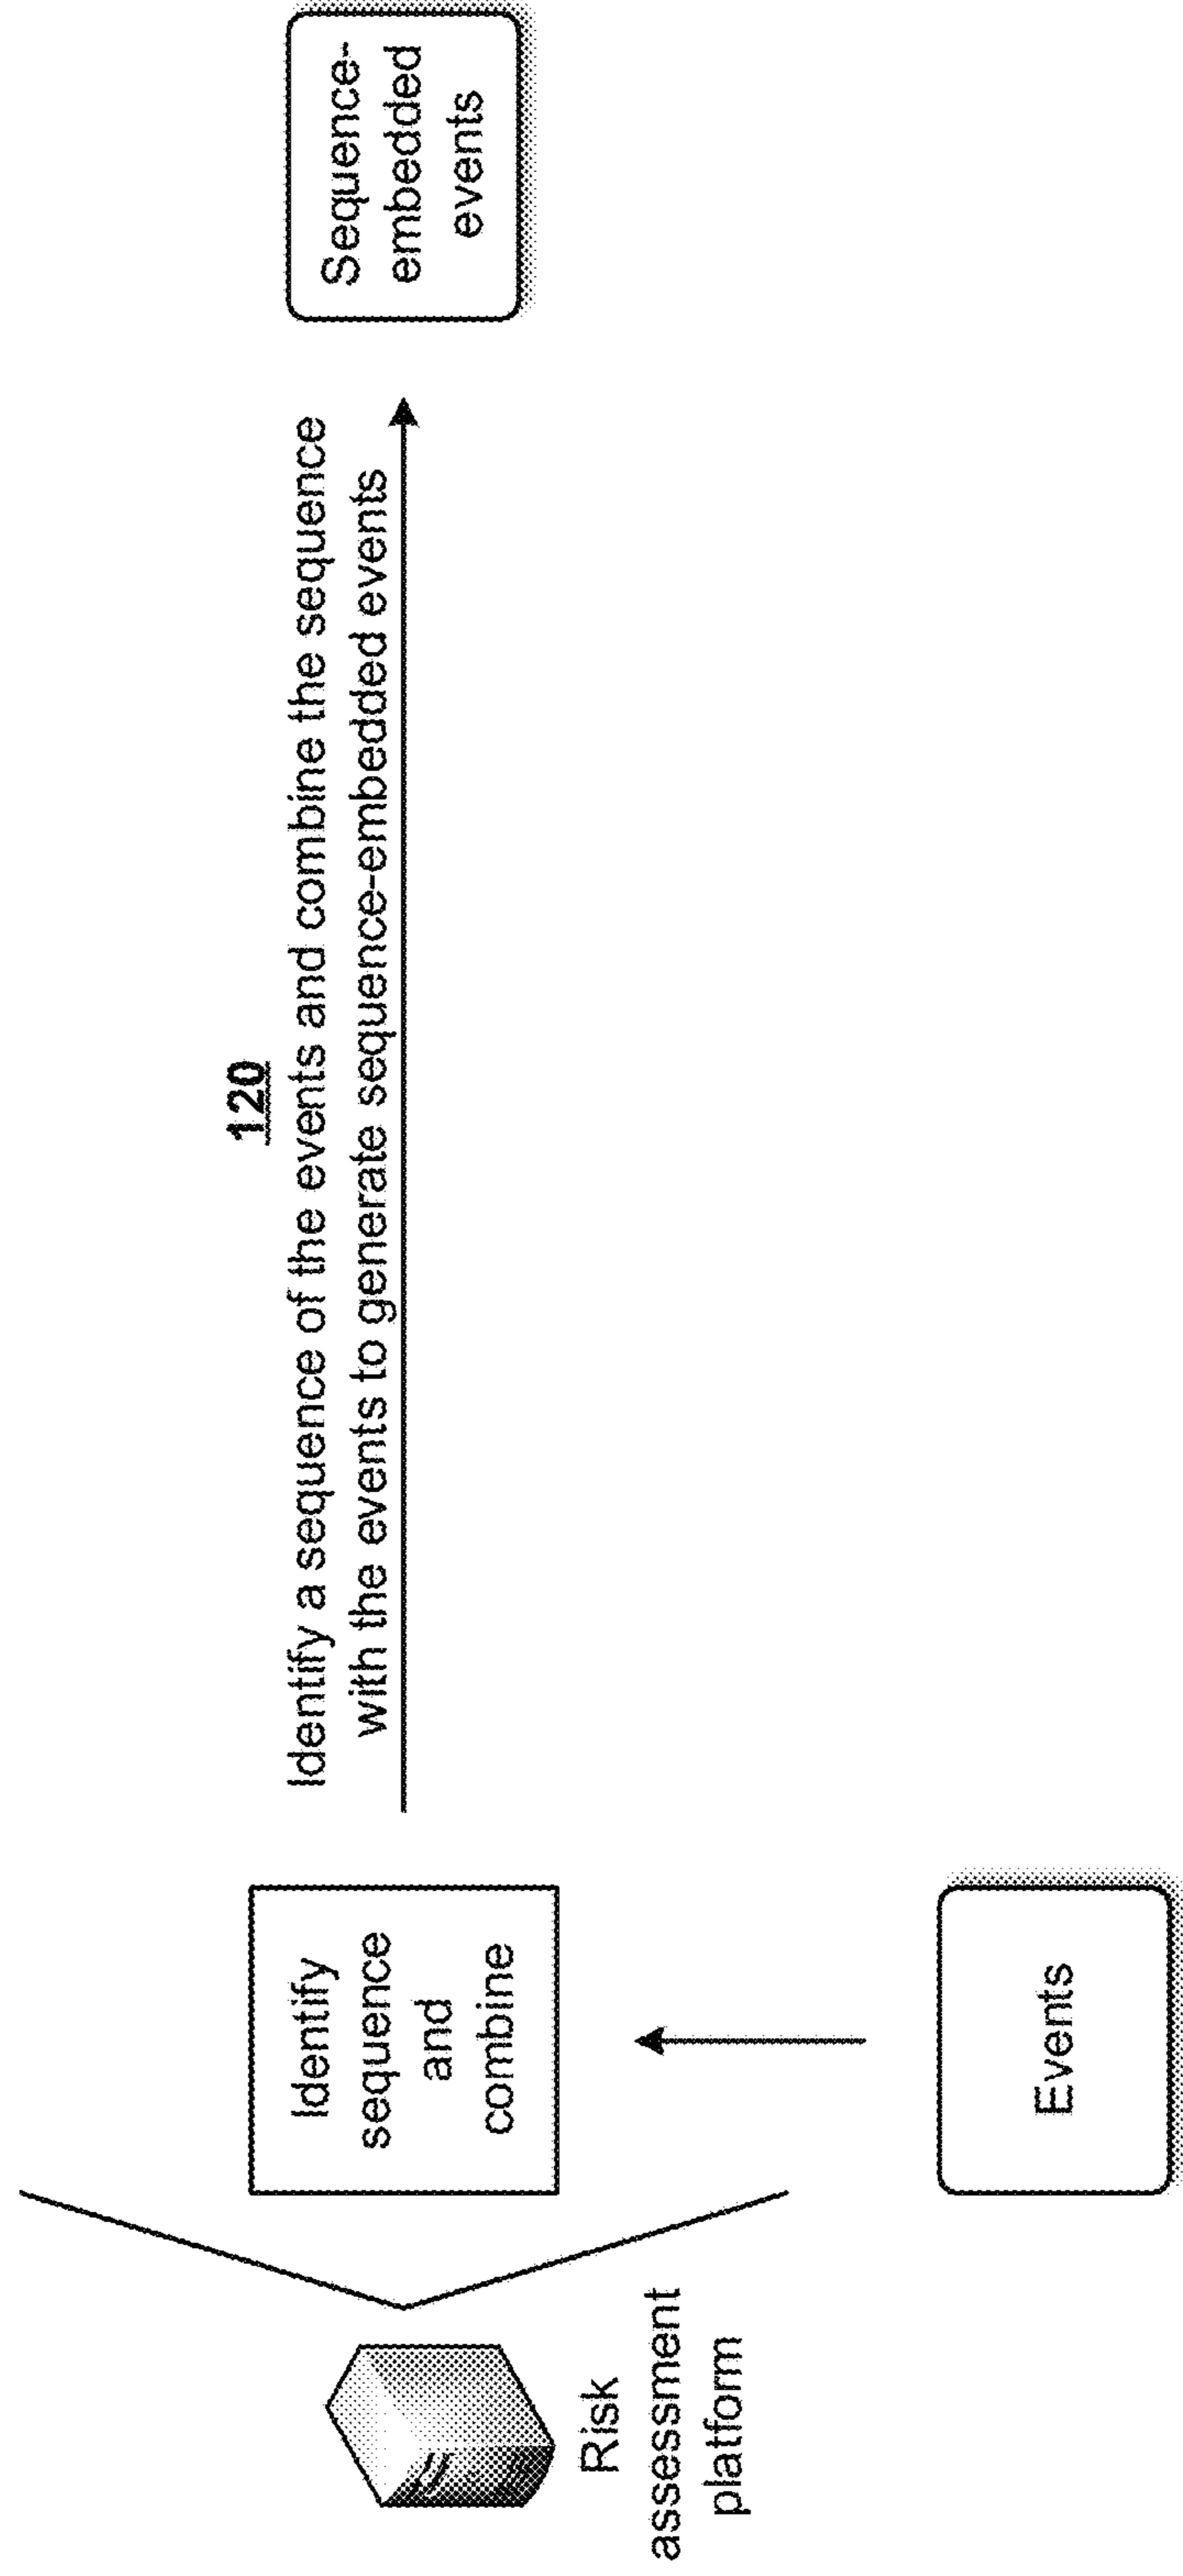 120
Identify a sequence of the events and combine the sequence
with the events to generate sequence-embedded events
Risk
assessment
platform
Identify
sequence
and
combine
Sequence-
embedded
events
Events